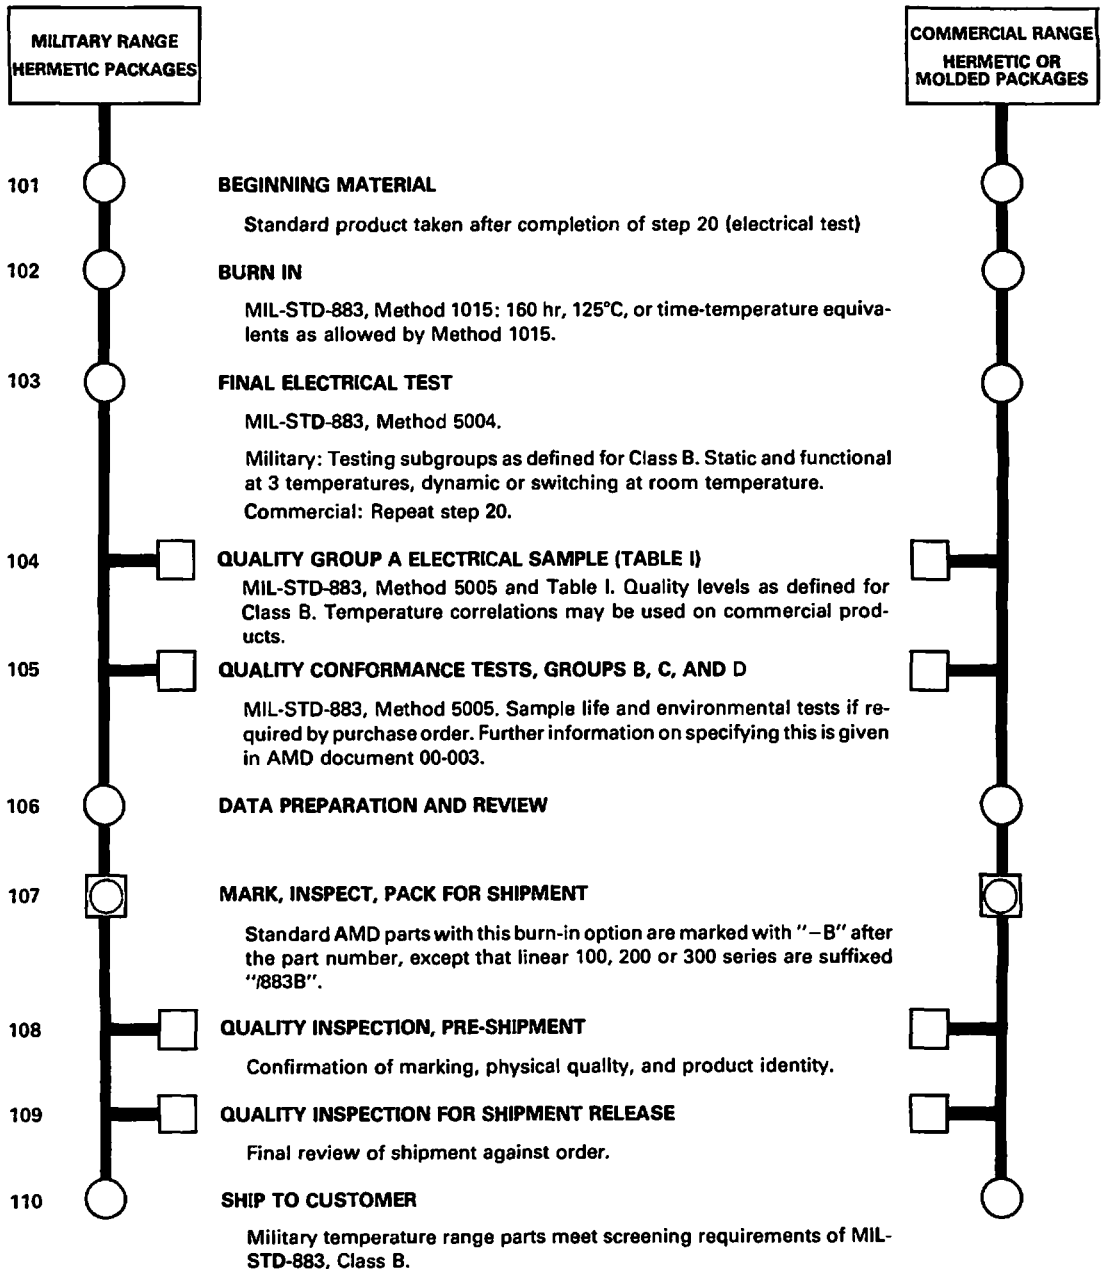 MILITARY RANGE
HERMETIC PACKAGES
COMMERCIAL RANGE
HERMETIC OR
MOLDED PACKAGES
101 BEGINNING MATERIAL
Standard product taken after completion of step 20 (electrical test)
102 BURN IN
MIL-STD-883, Method 1015: 160 hr, 125°C, or time-temperature equiva-
lents as allowed by Method 1015.
103 FINAL ELECTRICAL TEST
MIL-STD-883, Method 5004.
Military: Testing subgroups as defined for Class B. Static and functional
at 3 temperatures, dynamic or switching at room temperature.
Commercial: Repeat step 20.
104 QUALITY GROUP A ELECTRICAL SAMPLE (TABLE I)
MIL-STD-883, Method 5005 and Table I. Quality levels as defined for
Class B. Temperature correlations may be used on commercial prod-
ucts.
105 QUALITY CONFORMANCE TESTS, GROUPS B, C, AND D
MIL-STD-883, Method 5005. Sample life and environmental tests if re-
quired by purchase order. Further information on specifying this is given
in AMD document 00-003.
106 DATA PREPARATION AND REVIEW
107 MARK, INSPECT, PACK FOR SHIPMENT
Standard AMD parts with this burn-in option are marked with "–B" after
the part number, except that linear 100, 200 or 300 series are suffixed
"/883B".
108 QUALITY INSPECTION, PRE-SHIPMENT
Confirmation of marking, physical quality, and product identity.
109 QUALITY INSPECTION FOR SHIPMENT RELEASE
Final review of shipment against order.
110 SHIP TO CUSTOMER
Military temperature range parts meet screening requirements of MIL-
STD-883, Class B.